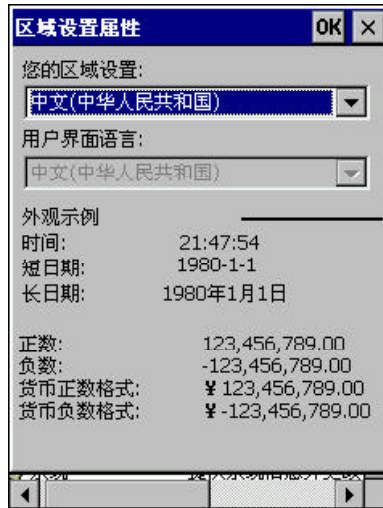 区域设置属性 OK ×
您的区域设置:
中文(中华人民共和国)
用户界面语言:
中文(中华人民共和国)
外观示例
时间: 21:47:54
短日期: 1980-1-1
长日期: 1980年1月1日
正数: 123,456,789.00
负数: -123,456,789.00
货币正数格式: ¥ 123,456,789.00
货币负数格式: ¥ -123,456,789.00